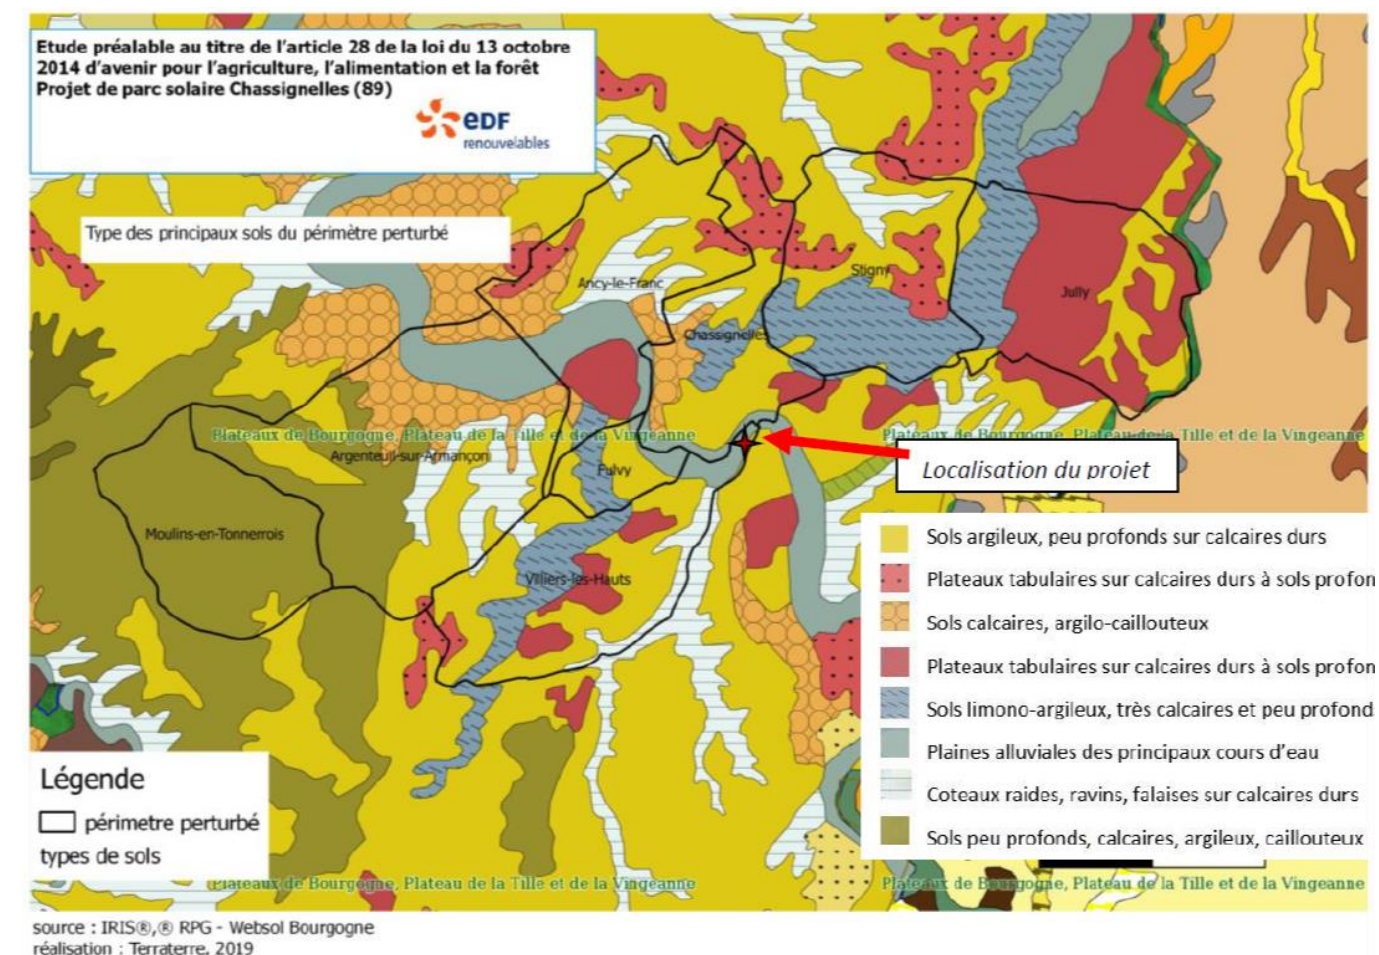 Etude préalable au titre de l'article 28 de la loi du 13 octobre
2014 d'avenir pour l'agriculture, l'alimentation et la forêt
Projet de parc solaire Chassignelles (89)
eDF
renouvelables
Type des principaux sols du périmètre perturbé
Ancy-le-Franc
Stigny
Jully
Chassignelles
Plateaux de Bourgogne, Plateau de la Tille et de la Vingeanne
Plateaux de Bourgogne, Plateau de la Tille et de la Vingeanne
Argenteuil-sur-Armançon
Fulvy
Localisation du projet
Moulins-en-Tonnerrois
Villiers-les-Hauts
Sols argileux, peu profonds sur calcaires durs
Plateaux tabulaires sur calcaires durs à sols profon
Sols calcaires, argilo-caillouteux
Plateaux tabulaires sur calcaires durs à sols profon
Sols limono-argileux, très calcaires et peu profond
Plaines alluviales des principaux cours d'eau
Coteaux raides, ravins, falaises sur calcaires durs
Sols peu profonds, calcaires, argileux, caillouteux
Légende
périmetre perturbé
types de sols
Plateaux de Bourgogne, Plateau de la Tille et de la Vingeanne
Plateaux de Bourgogne, Plateau de la Tille et de la Vingeanne
source : IRIS®,® RPG - Websol Bourgogne
réalisation : Terraterre, 2019